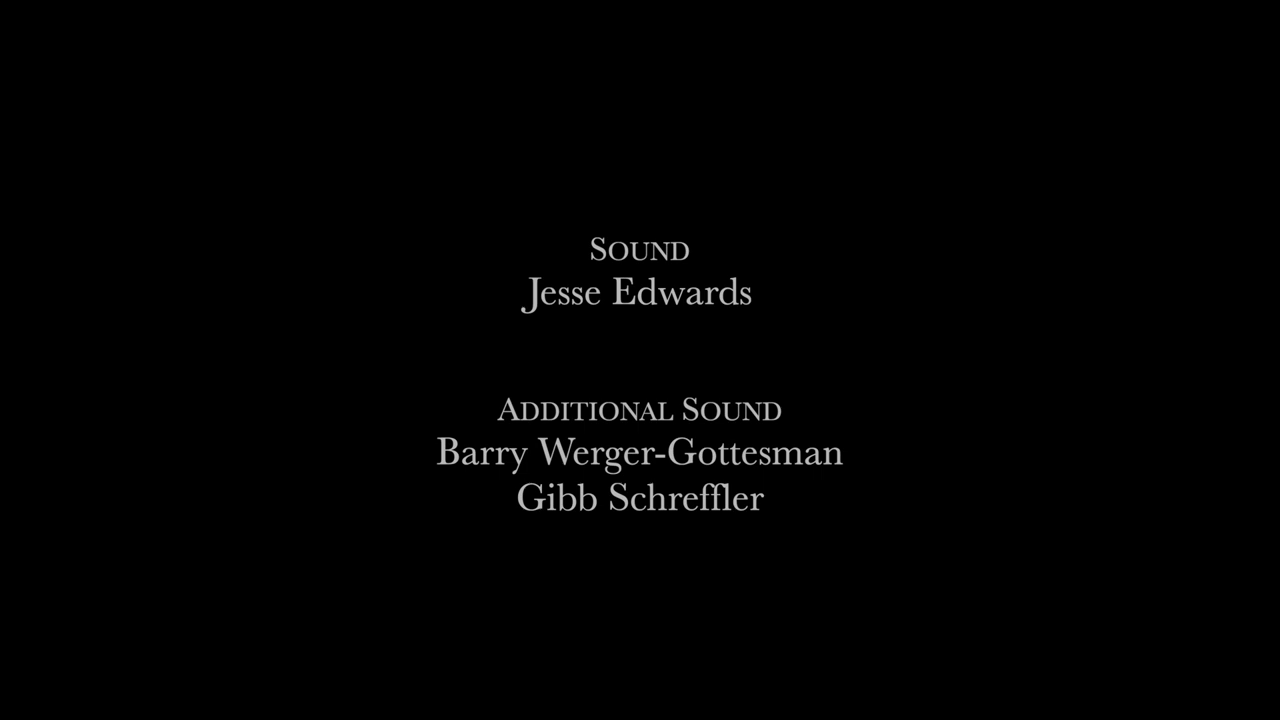 Sound
Jesse Edwards
Additional Sound
Barry Werger-Gottesman
Gibb Schreffler